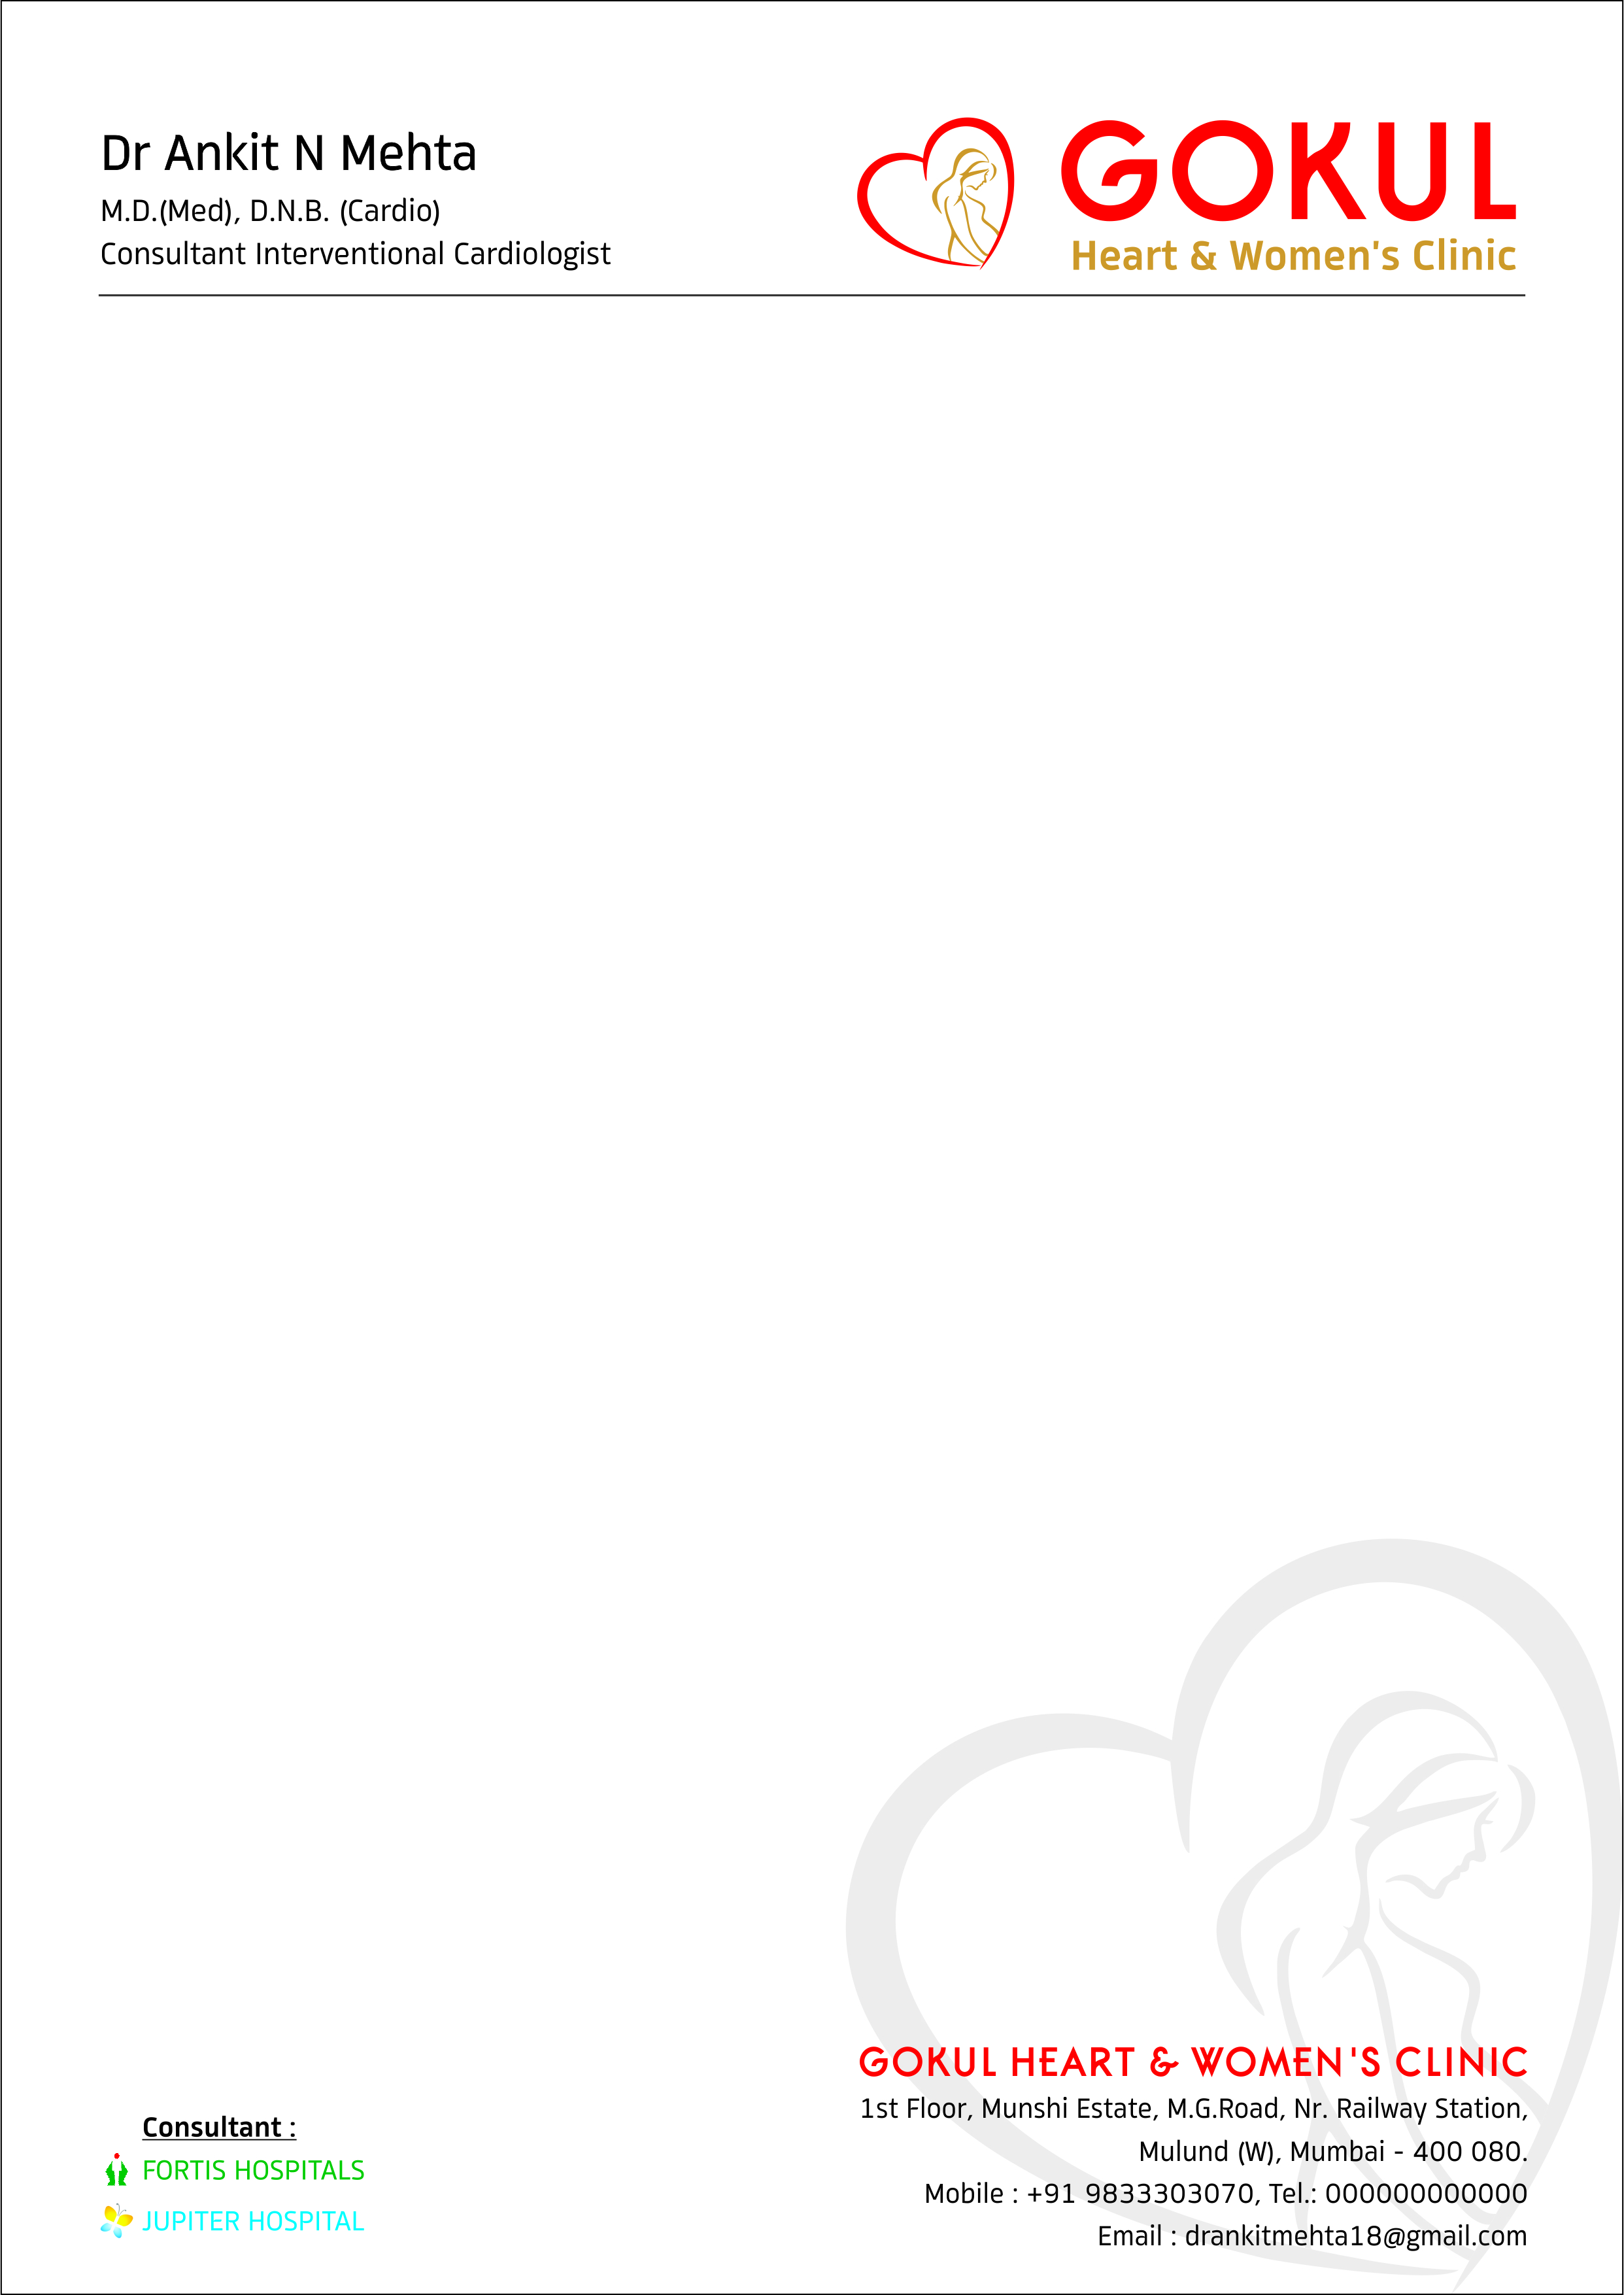 Dr Ankit N Mehta
M.D.(Med), D.N.B. (Cardio)
Consultant Interventional Cardiologist
GOKUL
Heart & Women's Clinic
Consultant :
FORTIS HOSPITALS
JUPITER HOSPITAL
GOKUL HEART & WOMEN'S CLINIC
1st Floor, Munshi Estate, M.G.Road, Nr. Railway Station,
Mulund (W), Mumbai - 400 080.
Mobile : +91 9833303070, Tel.: 000000000000
Email : drankitmehta18@gmail.com